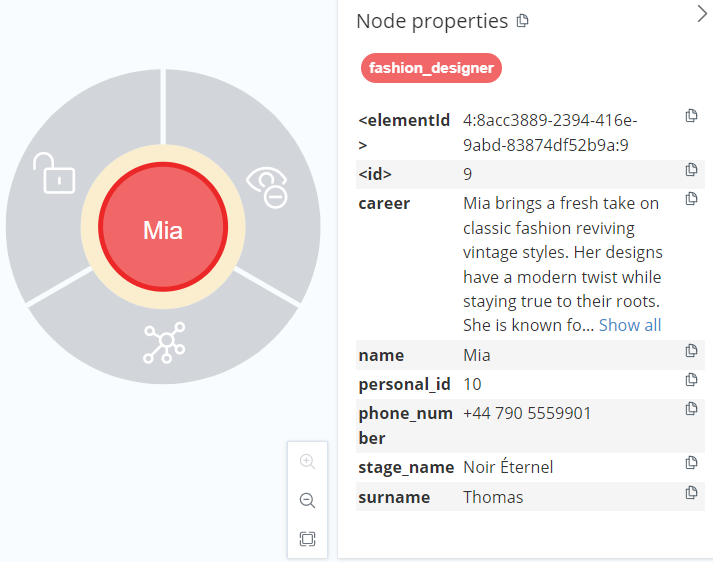 Mia
Node properties
fashion_designer
<elementId 4:8acc3889-2394-416e-
> 9abd-83874df52b9a:9
<id> 9
career Mia brings a fresh take on
classic fashion reviving
vintage styles. Her designs
have a modern twist while
staying true to their roots.
She is known fo... Show all
name Mia
personal_id 10
phone_num +44 790 5559901
ber
stage_name Noir Éternel
surname Thomas